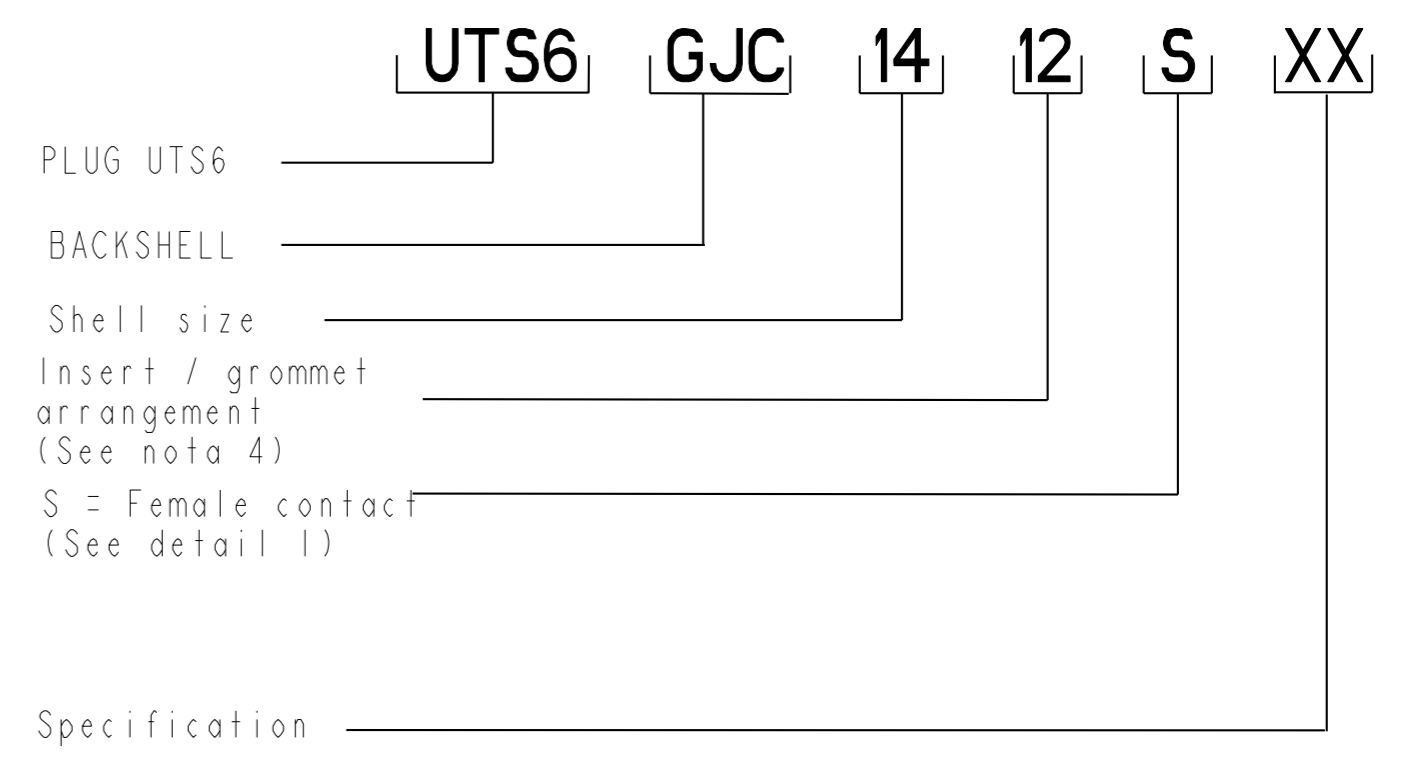 UTS6 GJC 14 12 S XX
PLUG UTS6
BACKSHELL
Shell size
Insert / grommet
arrangement
(See nota 4)
S = Female contact
(See detail 1)
Specification